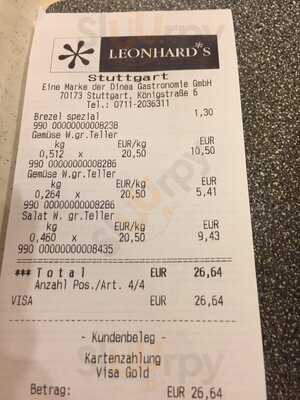 LEONHARD*S
Stuttgart
Eine Marke der Dinea Gastronomie GmbH
70173 Stuttgart, Königstraße 6
Tel.: 0711-2036311
Brezel spezial 1,30
990 00000000008238
Gemüse W.gr.Teller EUR
kg EUR/kg
0,512 x 20,50 10,50
990 00000000008286
Gemüse W.gr.Teller EUR
kg EUR/kg
0,264 x 20,50 5,41
990 00000000008286
Salat W.gr.Teller EUR
kg EUR/kg
0,460 x 20,50 9,43
990 00000000008435
*** Total EUR 26,64
Anzahl Pos./Art. 4/4
VISA EUR 26,64
- Kundenbeleg -
Kartenzahlung
Visa Gold
Betrag: EUR 26,64